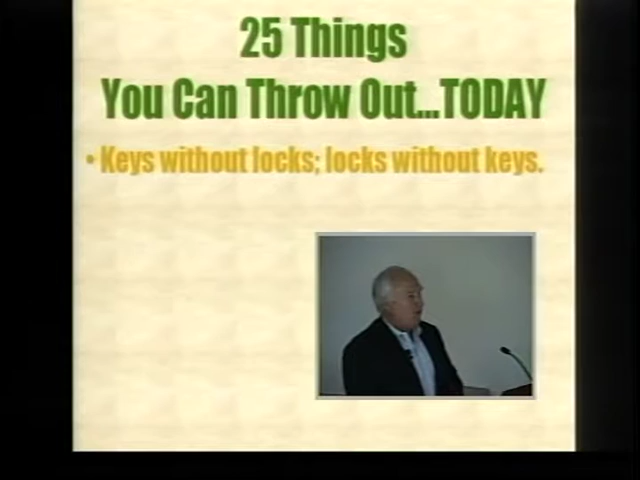 25 Things
You Can Throw Out...TODAY
• Keys without locks; locks without keys.